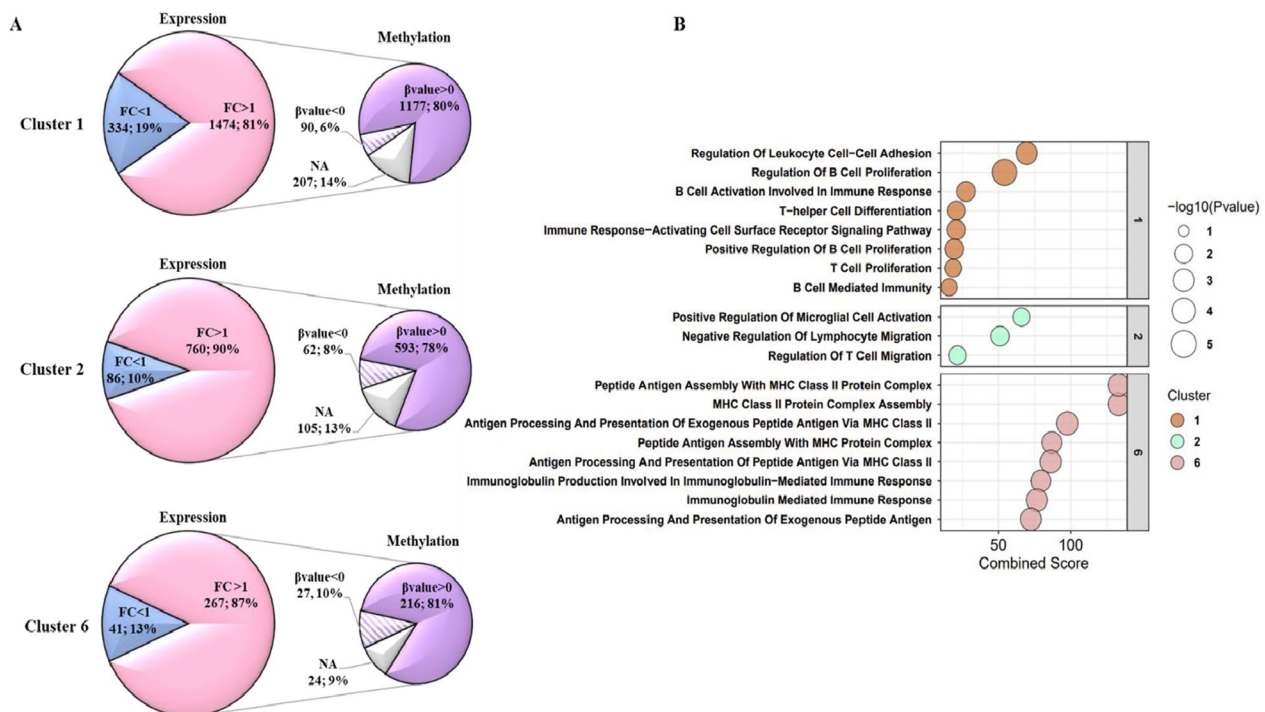 A
Expression
Methylation
Cluster 1
FC<1
334; 19%
FC>1
1474; 81%
βvalue<0
90, 6%
βvalue>0
1177; 80%
NA
207; 14%
Expression
Methylation
Cluster 2
FC<1
86; 10%
FC>1
760; 90%
βvalue<0
62; 8%
βvalue>0
593; 78%
NA
105; 13%
Expression
Methylation
Cluster 6
FC<1
41; 13%
FC>1
267; 87%
βvalue<0
27, 10%
βvalue>0
216; 81%
NA
24; 9%
B
Regulation Of Leukocyte Cell−Cell Adhesion
Regulation Of B Cell Proliferation
B Cell Activation Involved In Immune Response
T−helper Cell Differentiation
Immune Response−Activating Cell Surface Receptor Signaling Pathway
Positive Regulation Of B Cell Proliferation
T Cell Proliferation
B Cell Mediated Immunity
1
Positive Regulation Of Microglial Cell Activation
Negative Regulation Of Lymphocyte Migration
Regulation Of T Cell Migration
2
Peptide Antigen Assembly With MHC Class II Protein Complex
MHC Class II Protein Complex Assembly
Antigen Processing And Presentation Of Exogenous Peptide Antigen Via MHC Class II
Peptide Antigen Assembly With MHC Protein Complex
Antigen Processing And Presentation Of Peptide Antigen Via MHC Class II
Immunoglobulin Production Involved In Immunoglobulin−Mediated Immune Response
Immunoglobulin Mediated Immune Response
Antigen Processing And Presentation Of Exogenous Peptide Antigen
6
50 100
Combined Score
−log10(Pvalue)
1
2
3
4
5
Cluster
1
2
6